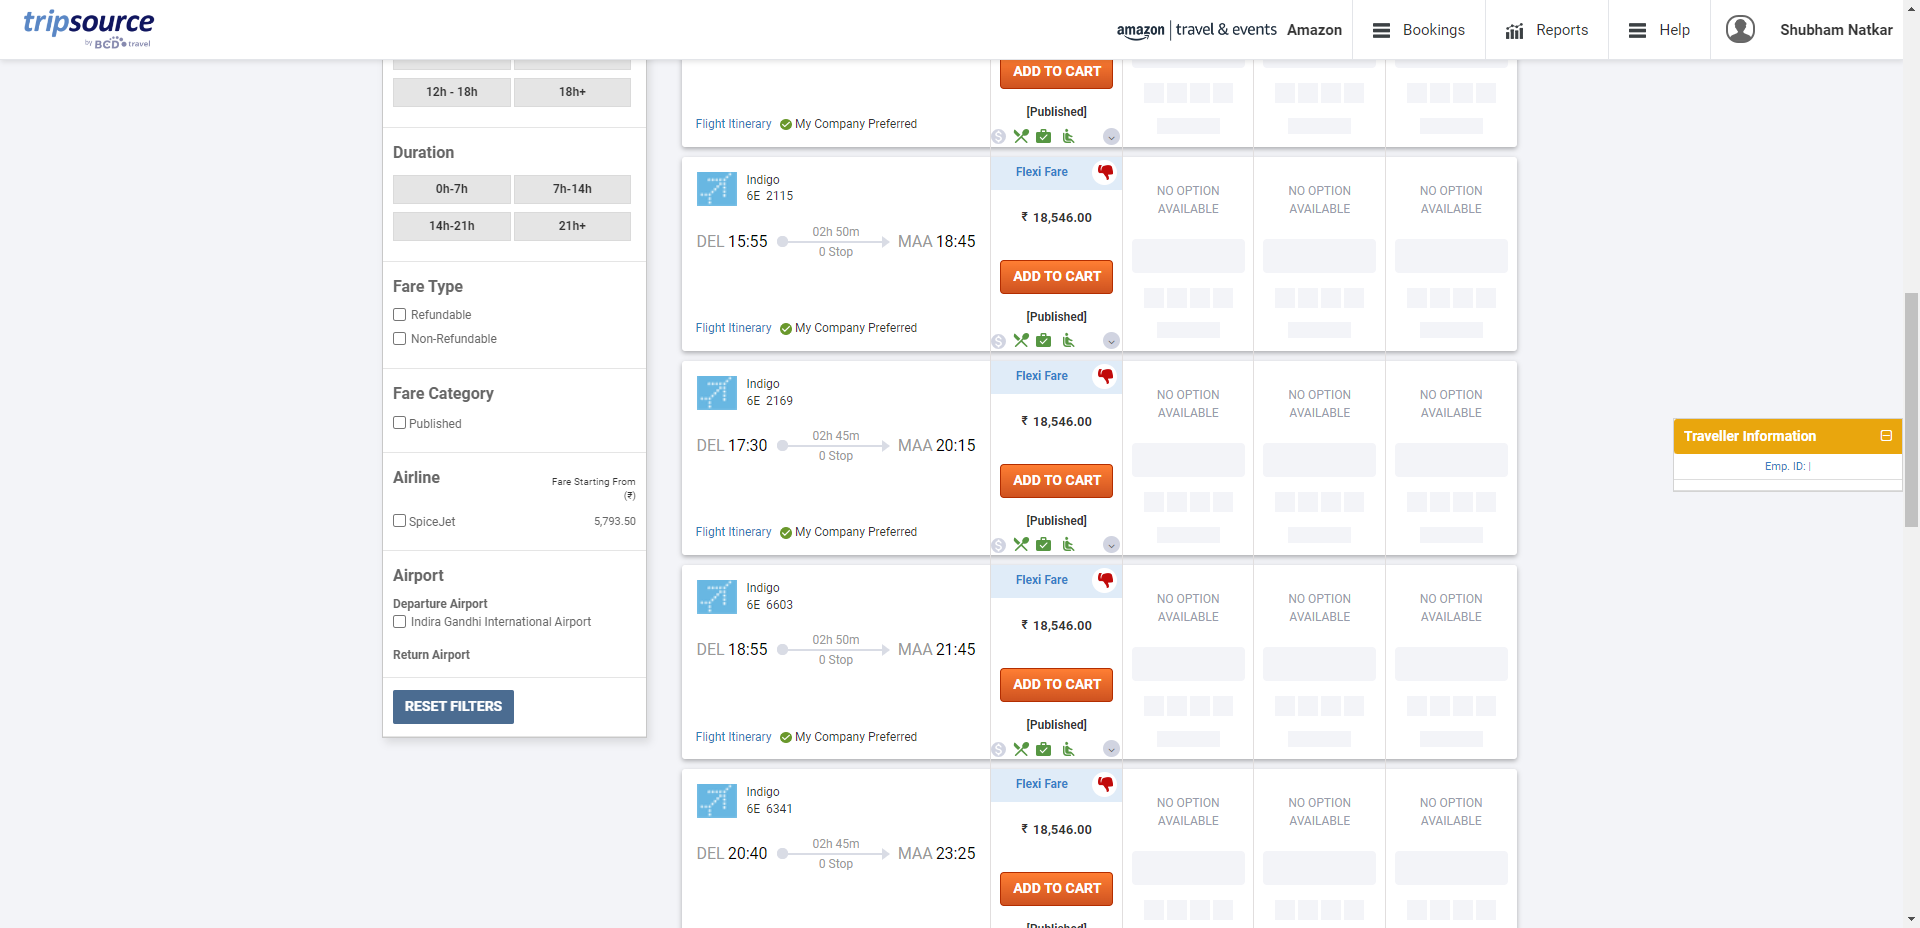 tripsource
by BCD travel
amazon | travel & events Amazon
Bookings
Reports
Help
Shubham Natkar
12h - 18h
18h+
Duration
0h-7h
7h-14h
14h-21h
21h+
Fare Type
Refundable
Non-Refundable
Fare Category
Published
Airline
Fare Starting From
(₹)
SpiceJet
5,793.50
Airport
Departure Airport
Indira Gandhi International Airport
Return Airport
RESET FILTERS
ADD TO CART
[Published]
Flight Itinerary
My Company Preferred
Indigo
6E 2115
DEL 15:55
02h 50m
0 Stop
MAA 18:45
Flight Itinerary
My Company Preferred
Flexi Fare
₹ 18,546.00
ADD TO CART
[Published]
NO OPTION
AVAILABLE
NO OPTION
AVAILABLE
NO OPTION
AVAILABLE
Indigo
6E 2169
DEL 17:30
02h 45m
0 Stop
MAA 20:15
Flight Itinerary
My Company Preferred
Flexi Fare
₹ 18,546.00
ADD TO CART
[Published]
NO OPTION
AVAILABLE
NO OPTION
AVAILABLE
NO OPTION
AVAILABLE
Indigo
6E 6603
DEL 18:55
02h 50m
0 Stop
MAA 21:45
Flight Itinerary
My Company Preferred
Flexi Fare
₹ 18,546.00
ADD TO CART
[Published]
NO OPTION
AVAILABLE
NO OPTION
AVAILABLE
NO OPTION
AVAILABLE
Indigo
6E 6341
DEL 20:40
02h 45m
0 Stop
MAA 23:25
Flexi Fare
₹ 18,546.00
ADD TO CART
[Published]
NO OPTION
AVAILABLE
NO OPTION
AVAILABLE
NO OPTION
AVAILABLE
Traveller Information
Emp. ID: |